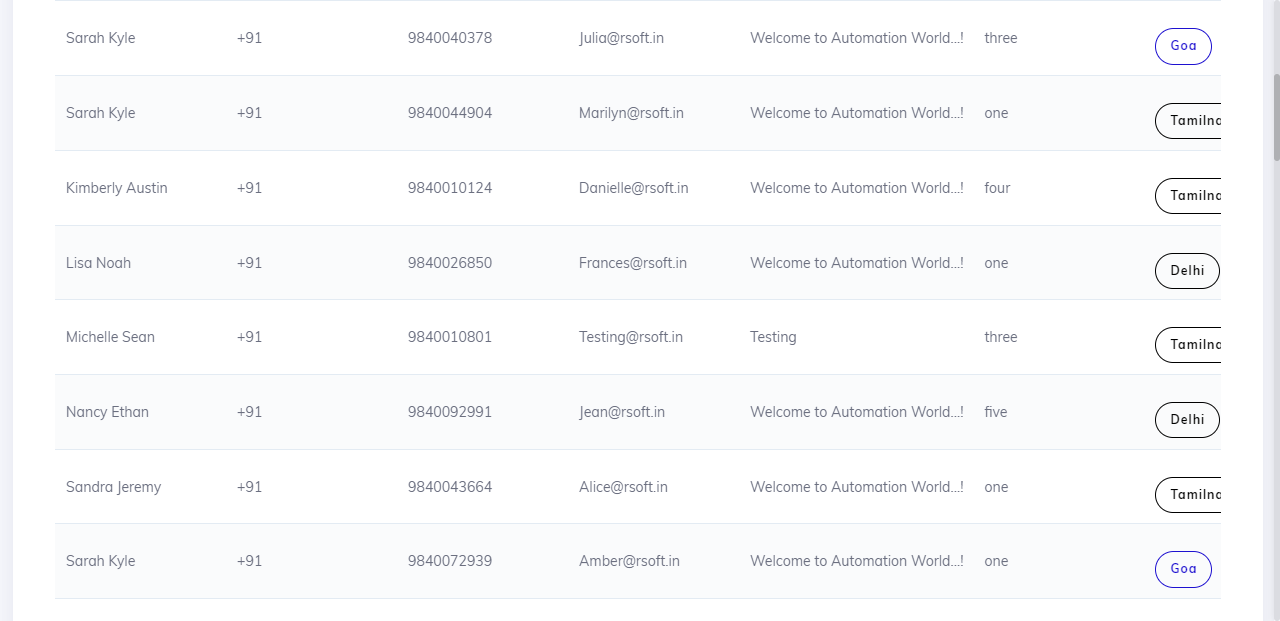 Sarah Kyle +91 9840040378 Julia@rsoft.in Welcome to Automation World...! three Goa
Sarah Kyle +91 9840044904 Marilyn@rsoft.in Welcome to Automation World...! one Tamilna
Kimberly Austin +91 9840010124 Danielle@rsoft.in Welcome to Automation World...! four Tamilna
Lisa Noah +91 9840026850 Frances@rsoft.in Welcome to Automation World...! one Delhi
Michelle Sean +91 9840010801 Testing@rsoft.in Testing three Tamilna
Nancy Ethan +91 9840092991 Jean@rsoft.in Welcome to Automation World...! five Delhi
Sandra Jeremy +91 9840043664 Alice@rsoft.in Welcome to Automation World...! one Tamilna
Sarah Kyle +91 9840072939 Amber@rsoft.in Welcome to Automation World...! one Goa